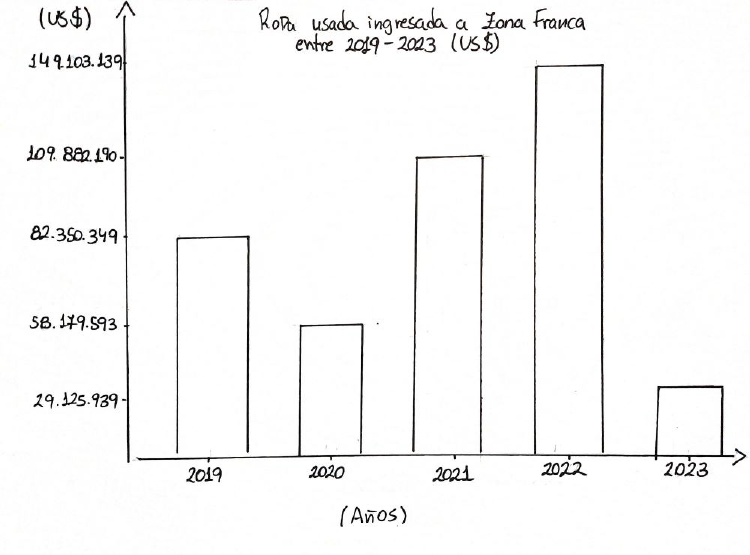 (US$)
Ropa usada ingresada a Zona Franca
entre 2019-2023 (US$)
149.103.139
109.882.190
82.350.349
58.179.593
29.125.939
2019
2020
2021
2022
2023
(Años)